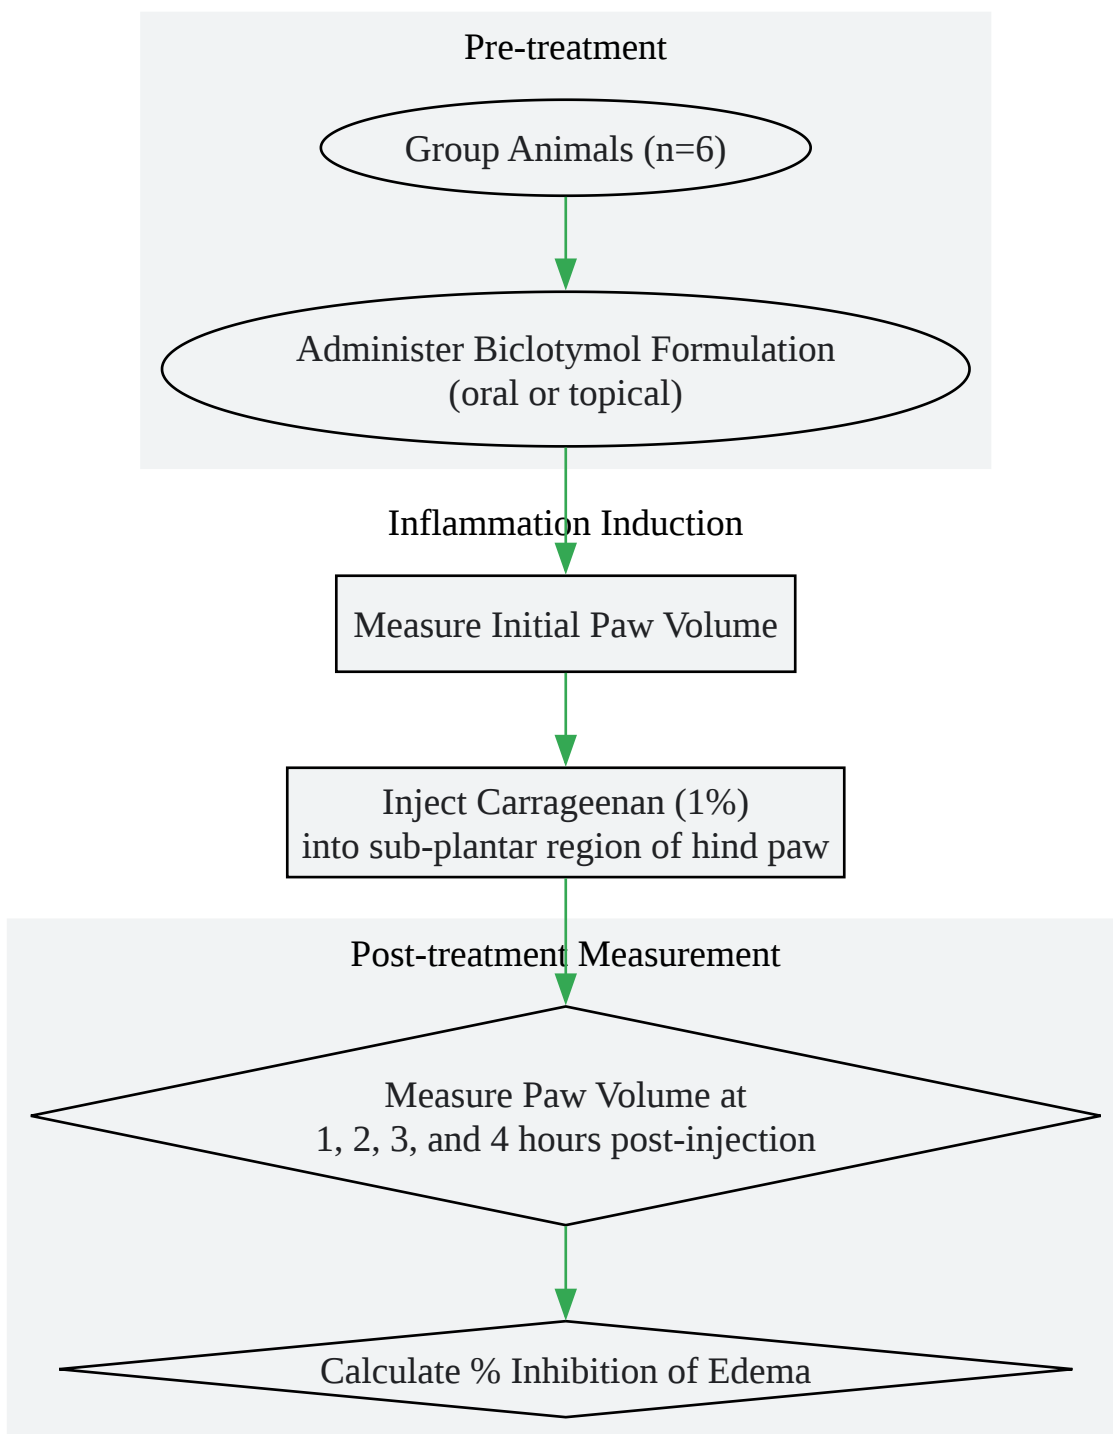 Pre-treatment
Group Animals (n=6)
Administer Biclotymol Formulation
(oral or topical)
Inflammation Induction
Measure Initial Paw Volume
Inject Carrageenan (1%)
into sub-plantar region of hind paw
Post-treatment Measurement
Measure Paw Volume at
1, 2, 3, and 4 hours post-injection
Calculate % Inhibition of Edema